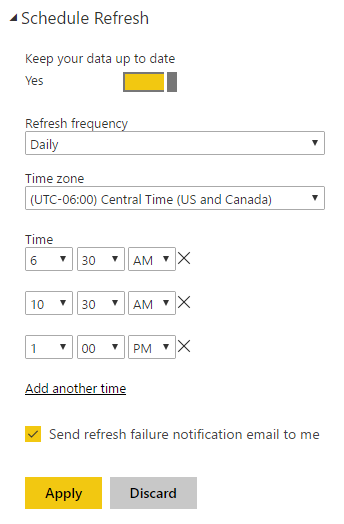 Schedule Refresh
Keep your data up to date
Yes
Refresh frequency
Daily
Time zone
(UTC-06:00) Central Time (US and Canada)
Time
6 30 AM
10 30 AM
1 00 PM
Add another time
Send refresh failure notification email to me
Apply Discard